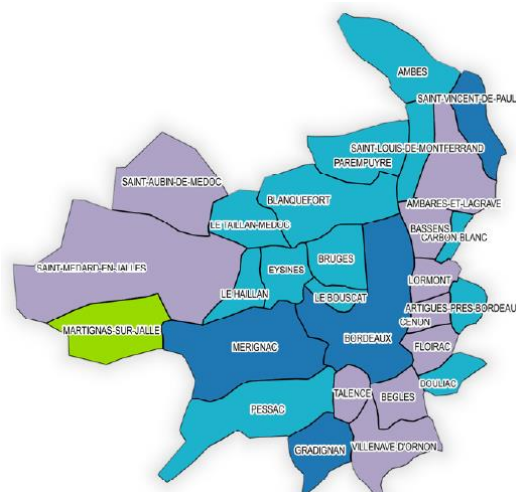 AMBES
SAINT-VINCENT-DE-PAUL
SAINT-LOUIS-DE-MONTFERRAND
PAREMPUYRE
SAINT-AUBIN-DE-MEDOC
BLANQUEFORT
AMBARES-ET-LAGRAVE
LE TAILLAN-MEDOC
BASSENS
CARBON-BLANC
BRUGES
SAINT-MEDARD-EN-JALLES
EYSINES
LORMONT
LE HAILLAN
LE BOUSCAT
ARTIGUES-PRES-BORDEAU
CENON
MARTIGNAS-SUR-JALLE
BORDEAUX
MERIGNAC
FLOIRAC
BOULIAC
TALENCE
BEGLES
PESSAC
VILLENAVE D'ORNON
GRADIGNAN